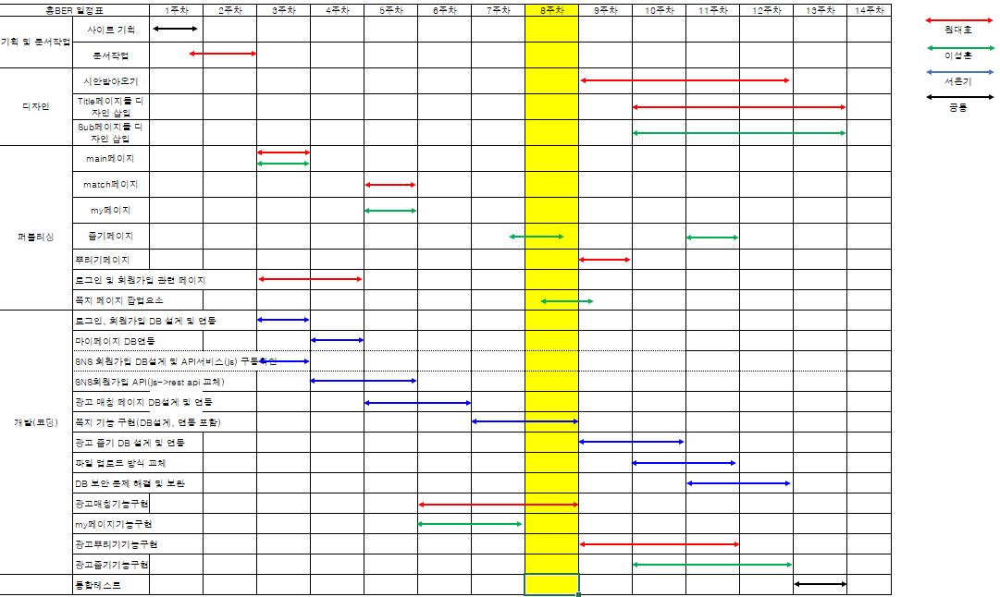 홍BER 일정표 1주차 2주차 3주차 4주차 5주차 6주차 7주차 8주차 9주차 10주차 11주차 12주차 13주차 14주차
기획 및 문서작업
사이트 기획
문서작업
디자인
시안받아오기
Title페이지들 디
자인 삽입
Sub페이지들 디
자인 삽입
퍼블리싱
main페이지
match페이지
my페이지
줍기페이지
뿌리기페이지
로그인 및 회원가입 관련 페이지
쪽지 페이지 팝업요소
개발(코딩)
로그인, 회원가입 DB 설계 및 연동
마이페이지 DB연동
SNS 회원가입 DB설계 및 API서비스(js) 구동확인
SNS회원가입 API(js->rest api 교체)
광고 매칭 페이지 DB설계 및 연동
쪽지 기능 구현(DB설계, 연동 포함)
광고 줍기 DB 설계 및 연동
파일 업로드 방식 교체
DB 보안 문제 해결 및 보완
광고매칭기능구현
my페이지기능구현
광고뿌리기기능구현
광고줍기기능구현
통합테스트
원대호
이성훈
서은기
공통